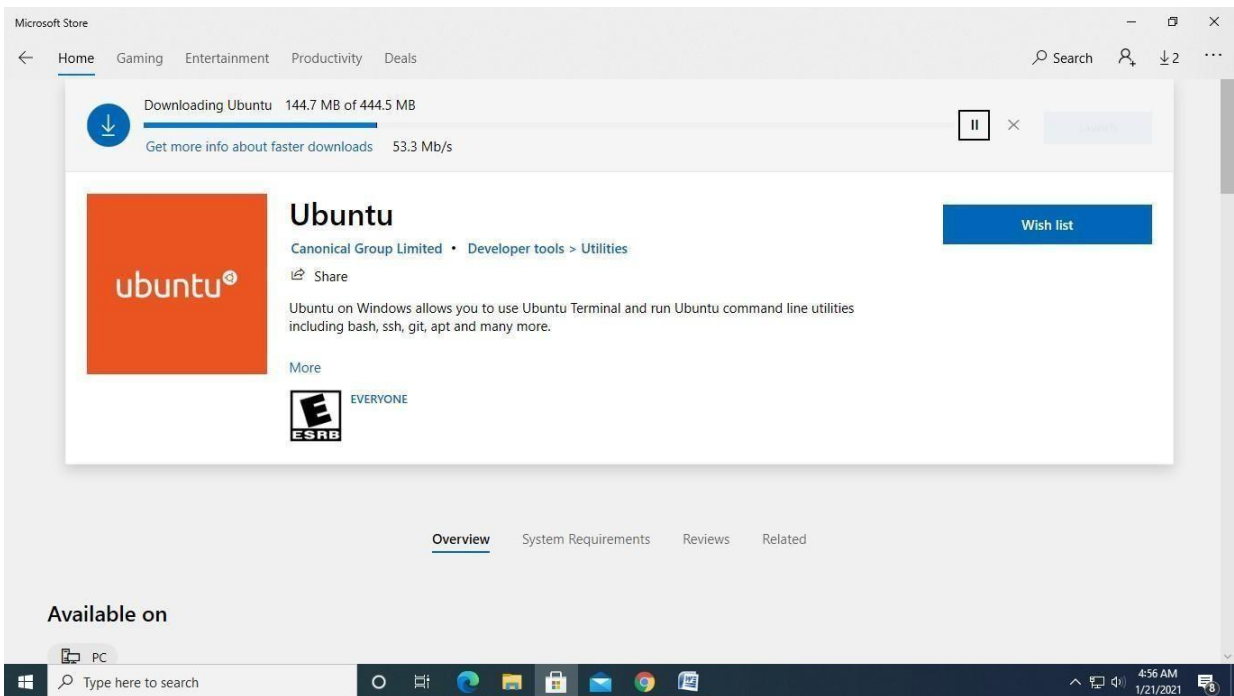 Microsoft Store
Home Gaming Entertainment Productivity Deals Search 2
Downloading Ubuntu 144.7 MB of 444.5 MB
Get more info about faster downloads 53.3 Mb/s
ubuntu
Ubuntu
Wish list
Canonical Group Limited • Developer tools > Utilities
Share
Ubuntu on Windows allows you to use Ubuntu Terminal and run Ubuntu command line utilities
including bash, ssh, git, apt and many more.
More
E
EVERYONE
ESRB
Overview System Requirements Reviews Related
Available on
PC
Type here to search
4:56 AM
1/21/2021
8